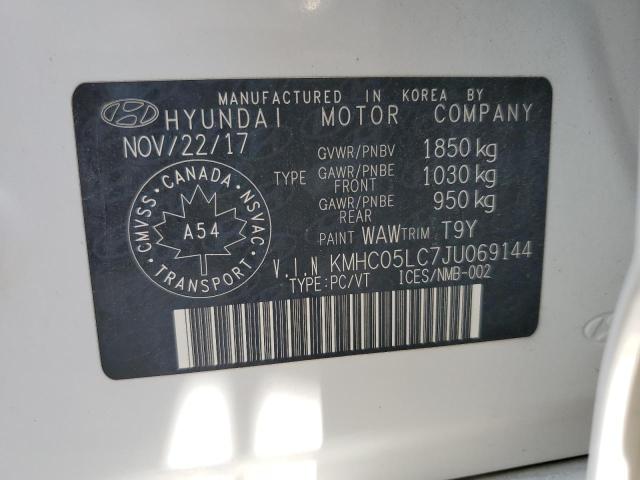 MANUFACTURED IN KOREA BY
HYUNDAI MOTOR COMPANY
NOV/22/17
GVWR/PNBV 1850 kg
TYPE GAWR/PNBE FRONT 1030 kg
GAWR/PNBE REAR 950 kg
PAINT WAW TRIM T9Y
CANADA
CMVSS
NSVAC
A54
TRANSPORT
V.I.N KMHC05LC7JU069144
TYPE:PC/VT ICES/NMB-002